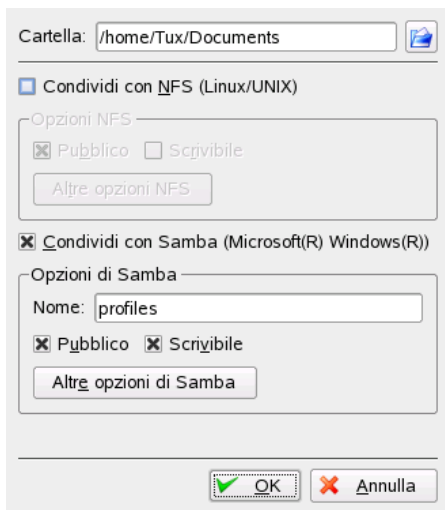 Cartella: /home/Tux/Documents
Condividi con NFS (Linux/UNIX)
Opzioni NFS
Pubblico Scrivibile
Altre opzioni NFS
Condividi con Samba (Microsoft(R) Windows(R))
Opzioni di Samba
Nome: profiles
Pubblico Scrivibile
Altre opzioni di Samba
OK Annulla